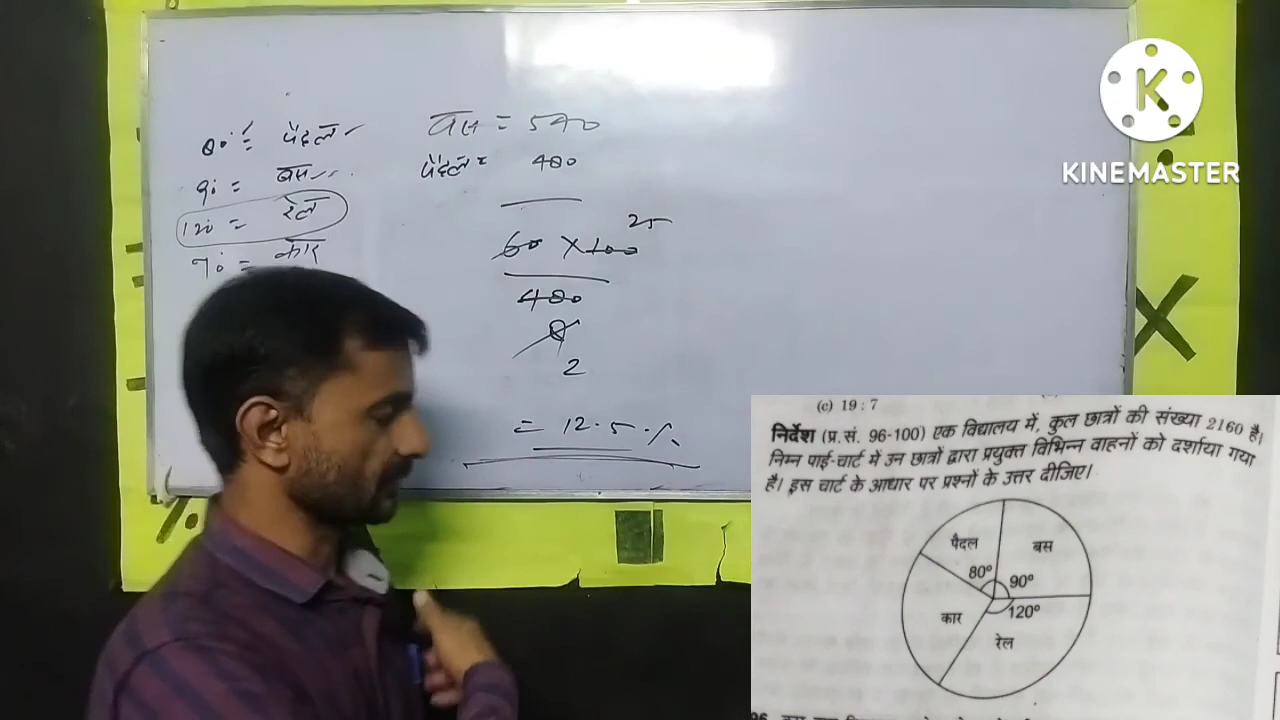 80° = पैदल
90° = बस
120° = रेल
70° = कार
बस = 540
पैदल = 480
60 × 100 25
480
8
2
= 12.5 %
KINEMASTER
(c) 19 : 7
निर्देश (प्र.सं. 96-100) एक विद्यालय में, कुल छात्रों की संख्या 2160 है।
निम्न पाई-चार्ट में उन छात्रों द्वारा प्रयुक्त विभिन्न वाहनों को दर्शाया गया
है। इस चार्ट के आधार पर प्रश्नों के उत्तर दीजिए।
पैदल
बस
80°
90°
कार
120°
रेल